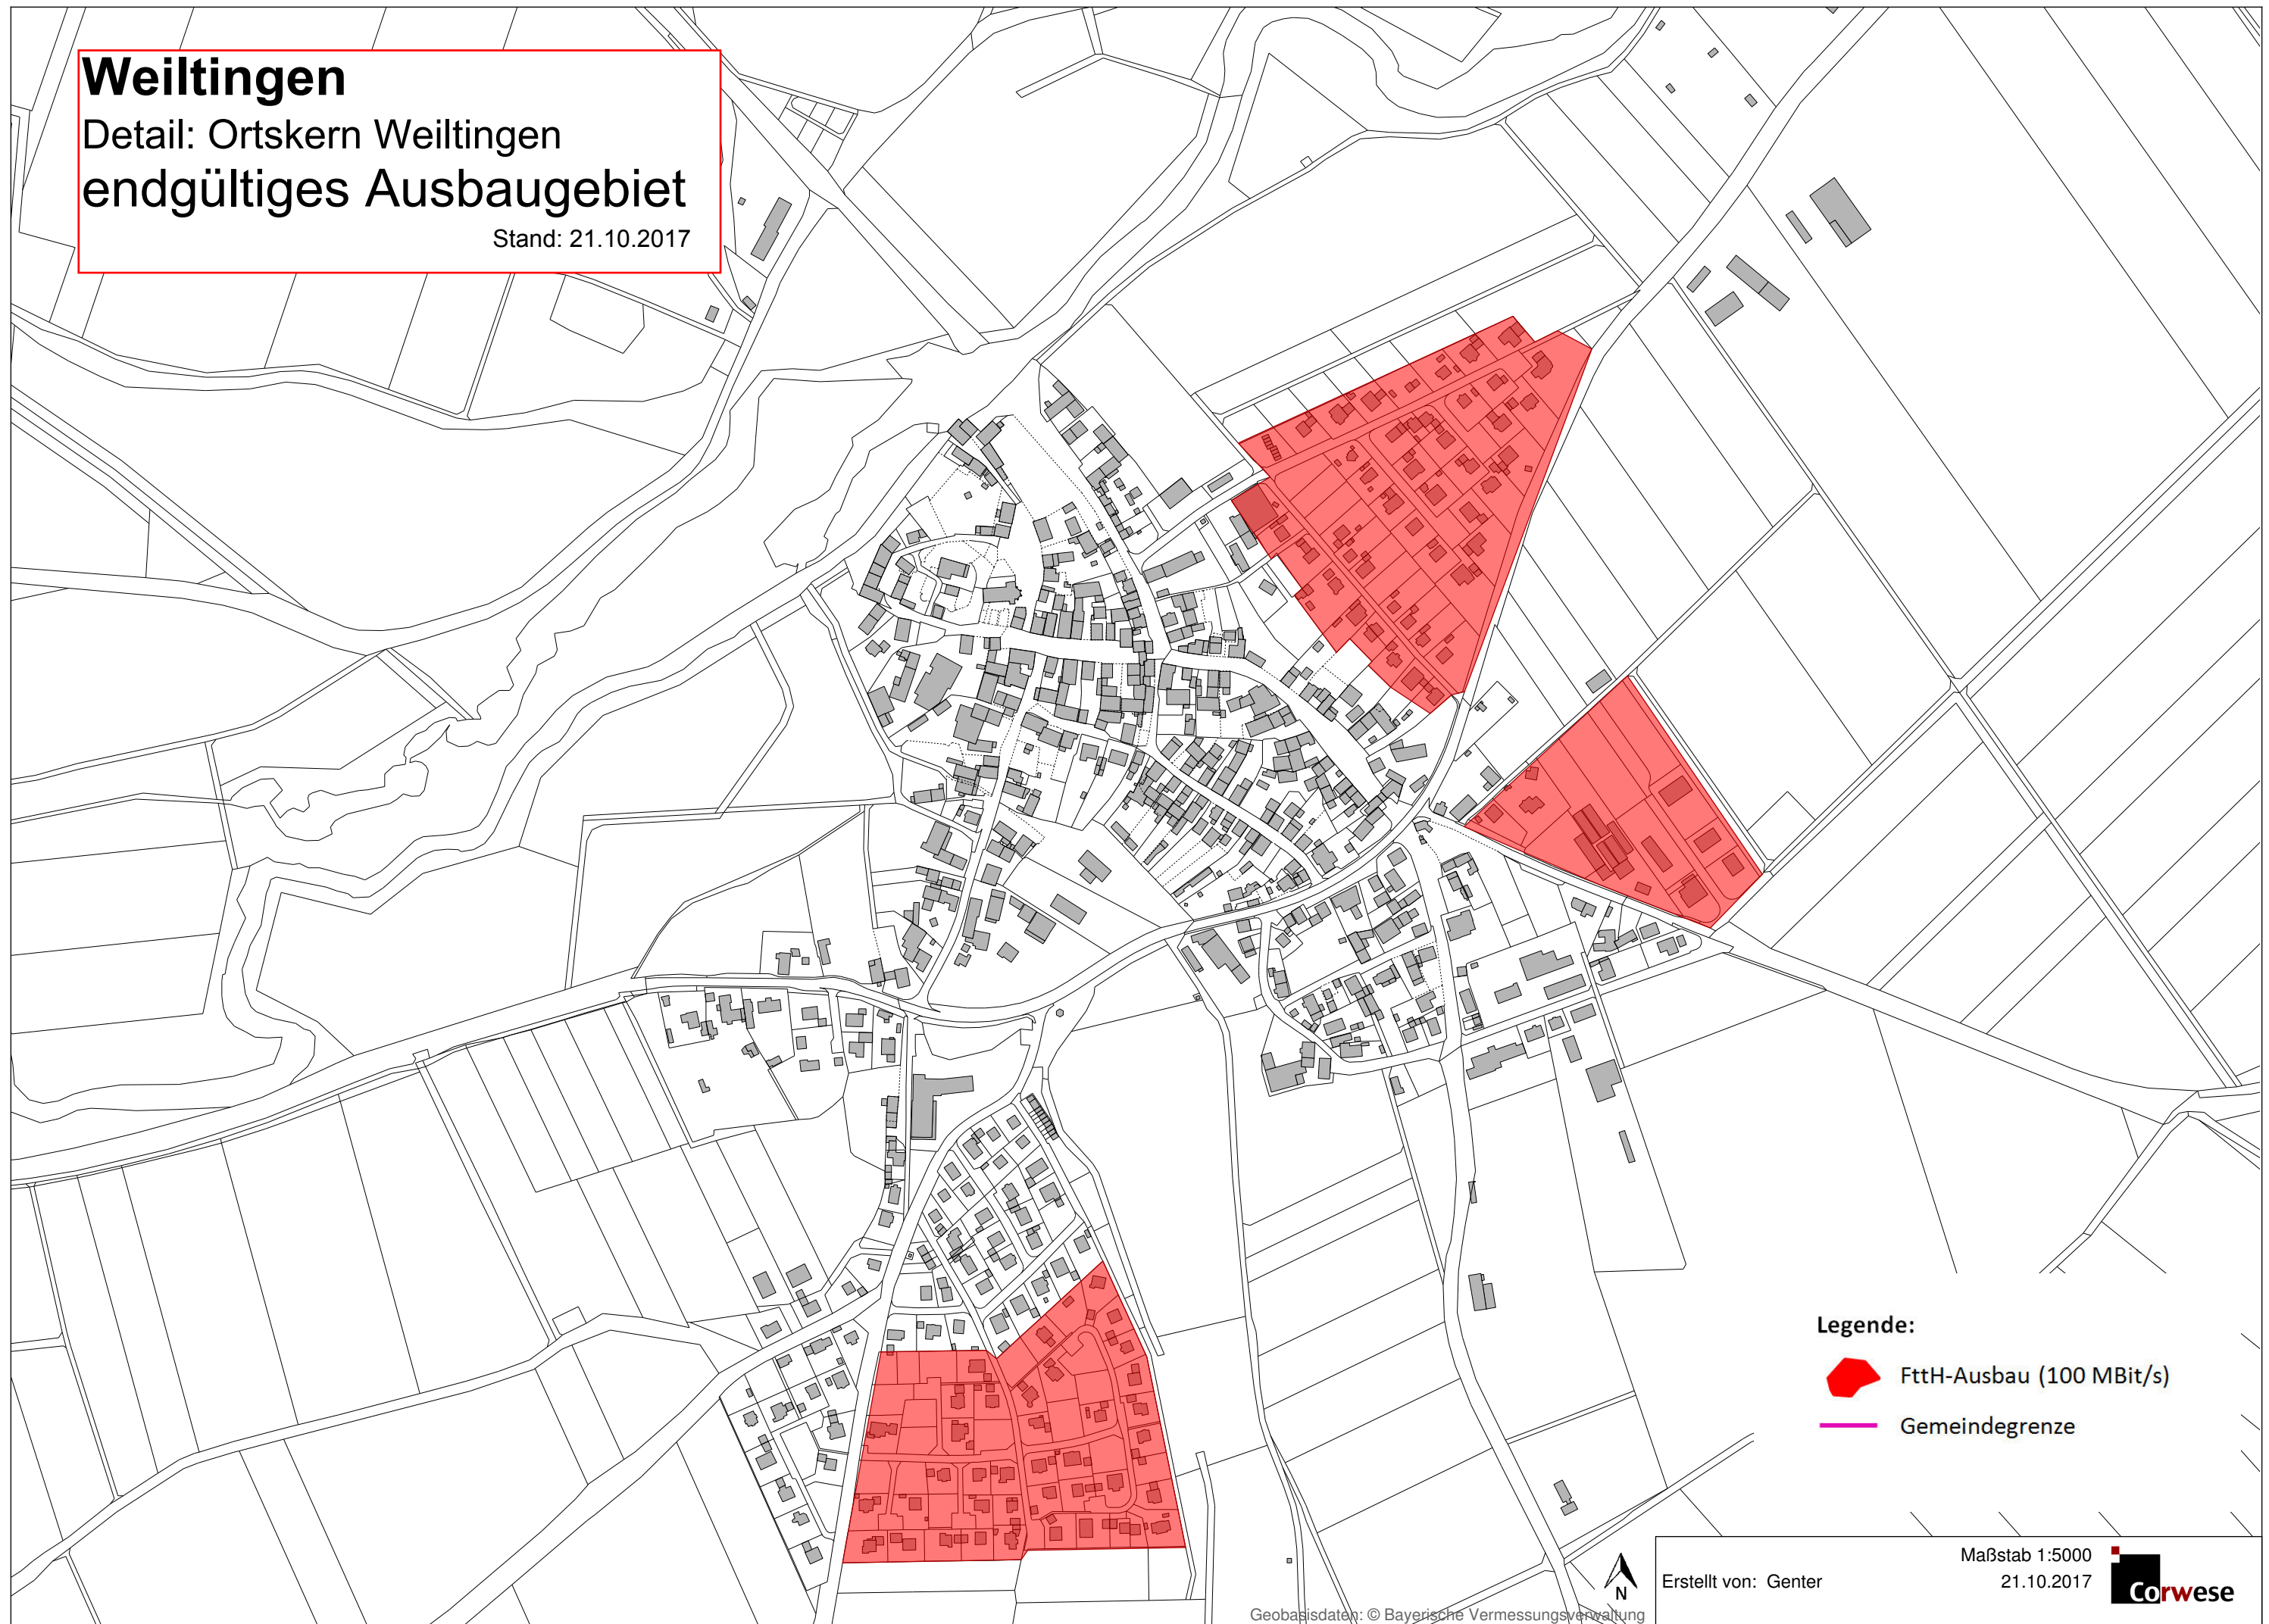 Weiltingen
Detail: Ortskern Weiltingen
endgültiges Ausbaugebiet
Stand: 21.10.2017
Legende:
FttH-Ausbau (100 MBit/s)
Gemeindegrenze
N
Geobasisdaten: © Bayerische Vermessungsverwaltung
Erstellt von: Genter
Maßstab 1:5000
21.10.2017
Corwese